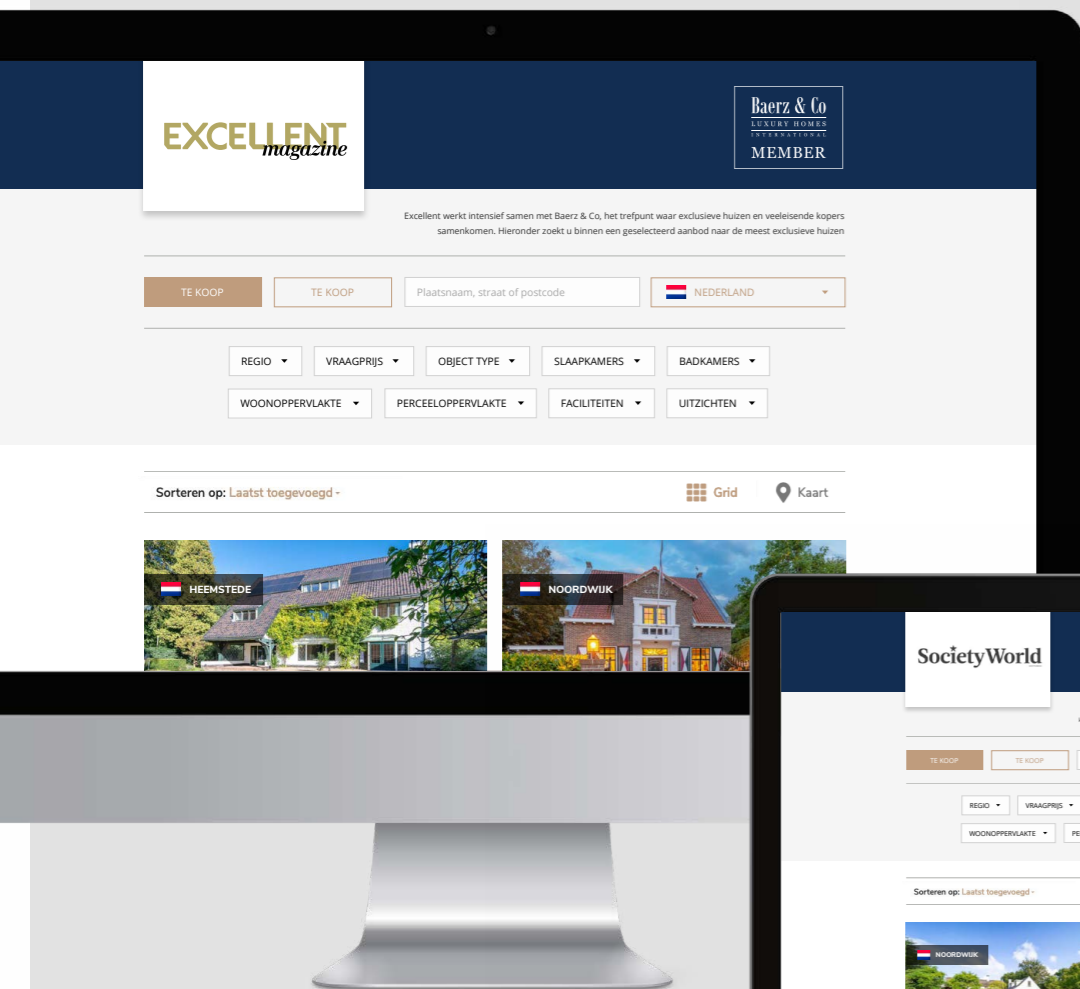 EXCELLENT
magazine
Baerz & Co
LUXURY HOMES
INTERNATIONAL
MEMBER
Excellent werkt intensief samen met Baerz & Co, het trefpunt waar exclusieve huizen en veeleisende kopers
samenkomen. Hieronder zoekt u binnen een geselecteerd aanbod naar de meest exclusieve huizen
TE KOOP TE KOOP Plaatsnaam, straat of postcode NEDERLAND
REGIO VRAAGPRIJS OBJECT TYPE SLAAPKAMERS BADKAMERS
WOONOPPERVLAKTE PERCEELOPPERVLAKTE FACILITEITEN UITZICHTEN
Sorteren op: Laatst toegevoegd - Grid Kaart
HEEMSTEDE NOORDWIJK
SocietyWorld
TE KOOP TE KOOP
REGIO VRAAGPRIJS
WOONOPPERVLAKTE PE
Sorteren op: Laatst toegevoegd -
NOORDWIJK